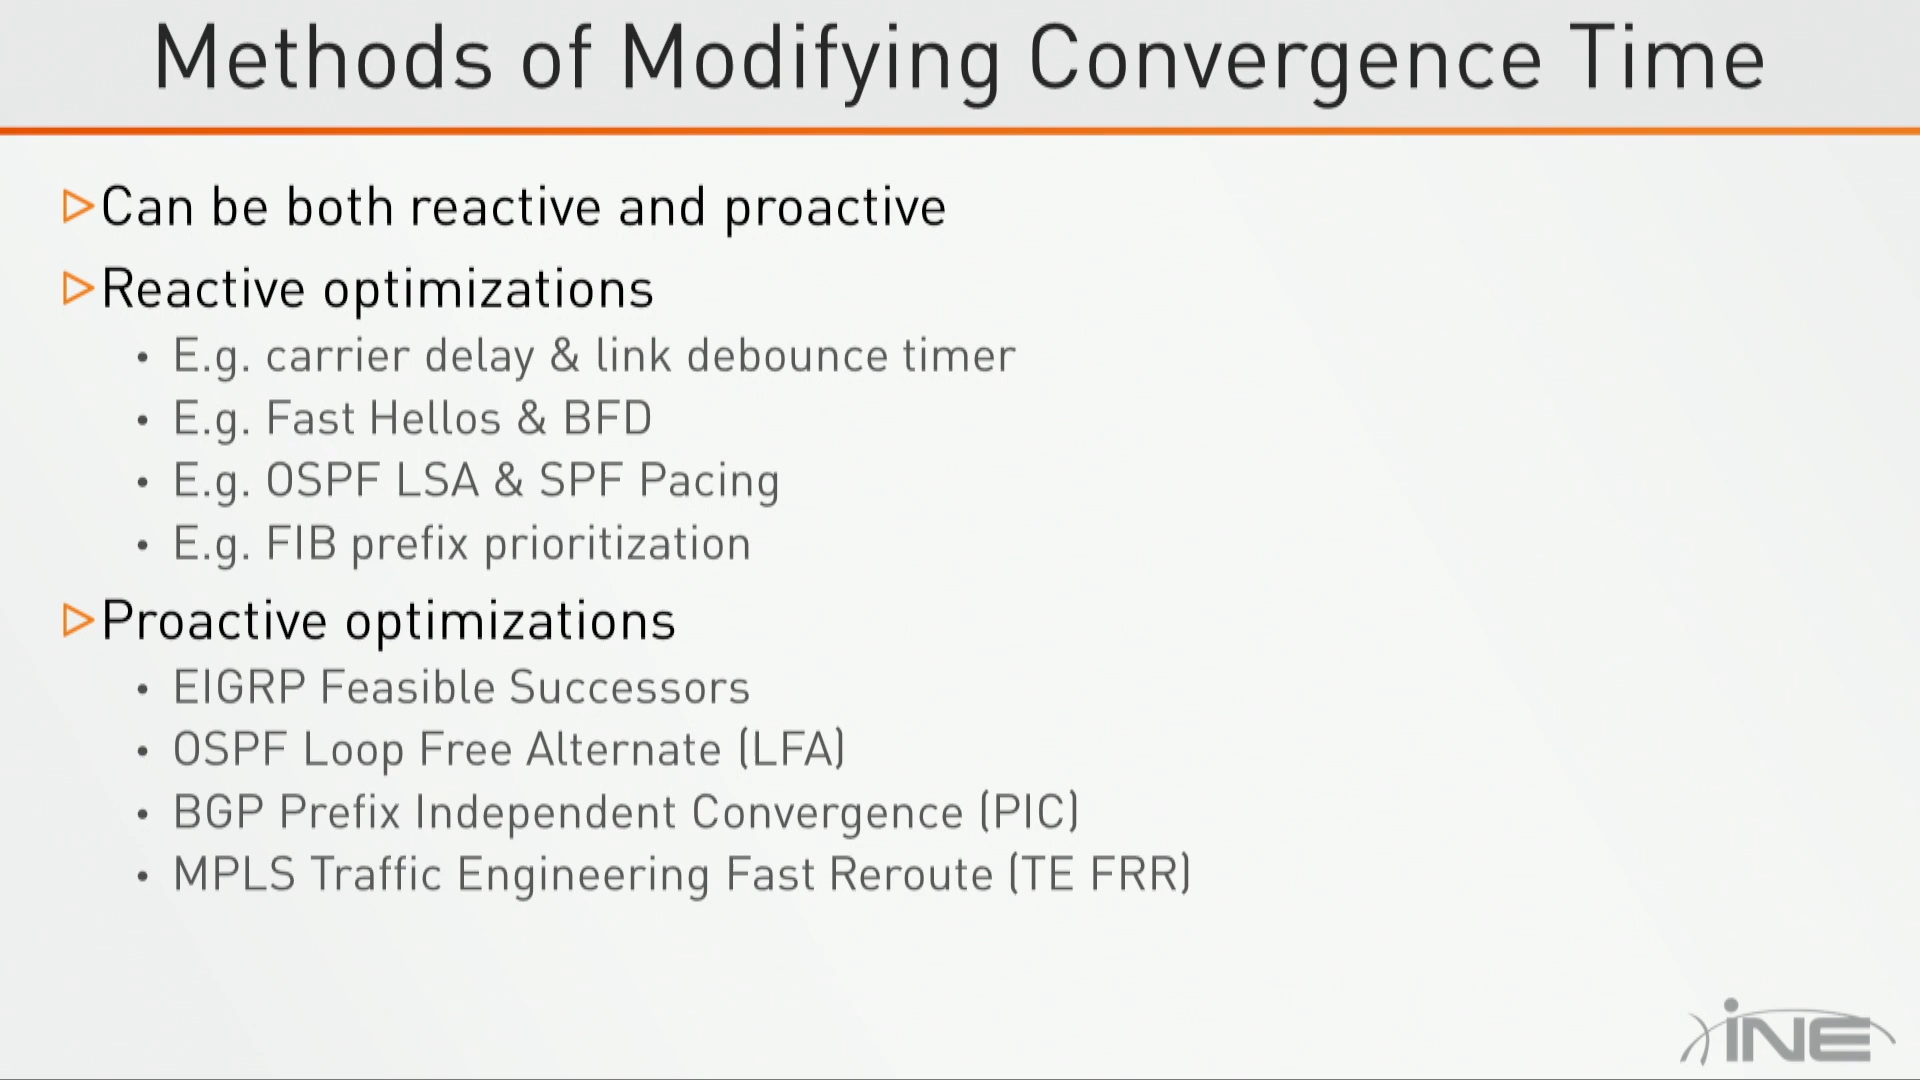 Methods of Modifying Convergence Time
Can be both reactive and proactive
Reactive optimizations
• E.g. carrier delay & link debounce timer
• E.g. Fast Hellos & BFD
• E.g. OSPF LSA & SPF Pacing
• E.g. FIB prefix prioritization
Proactive optimizations
• EIGRP Feasible Successors
• OSPF Loop Free Alternate (LFA)
• BGP Prefix Independent Convergence (PIC)
• MPLS Traffic Engineering Fast Reroute (TE FRR)
iNE